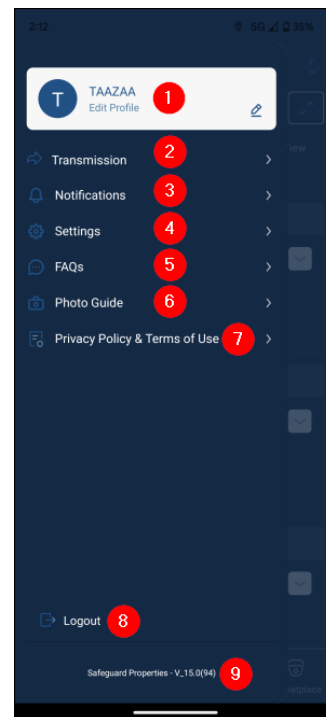 2:12 5G 35%
T
TAAZAA
Edit Profile
1
Transmission 2
Notifications 3
Settings 4
FAQs 5
Photo Guide 6
Privacy Policy & Terms of Use 7
Logout 8
Safeguard Properties - V_15.0(94) 9